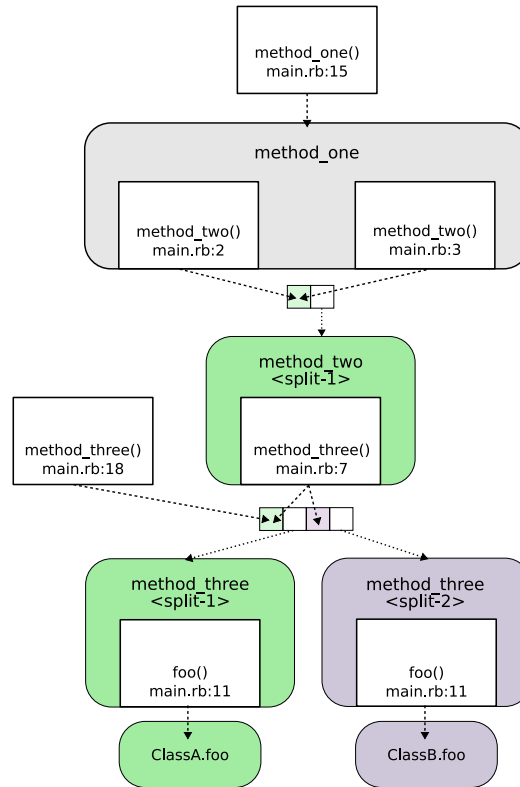 method_one()
main.rb:15
method_one
method_two()
main.rb:2
method_two()
main.rb:3
method_two
<split-1>
method_three()
main.rb:18
method_three()
main.rb:7
method_three
<split-1>
method_three
<split-2>
foo()
main.rb:11
foo()
main.rb:11
ClassA.foo
ClassB.foo